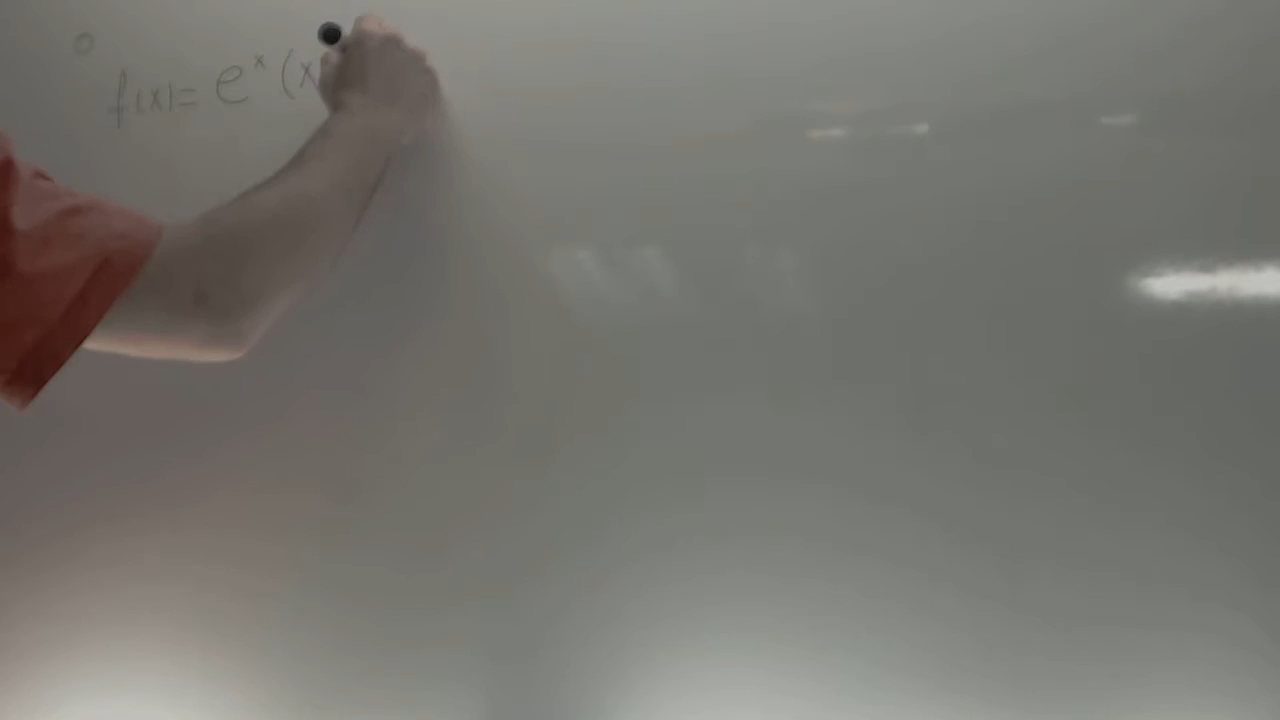 f(x)= e^x (x